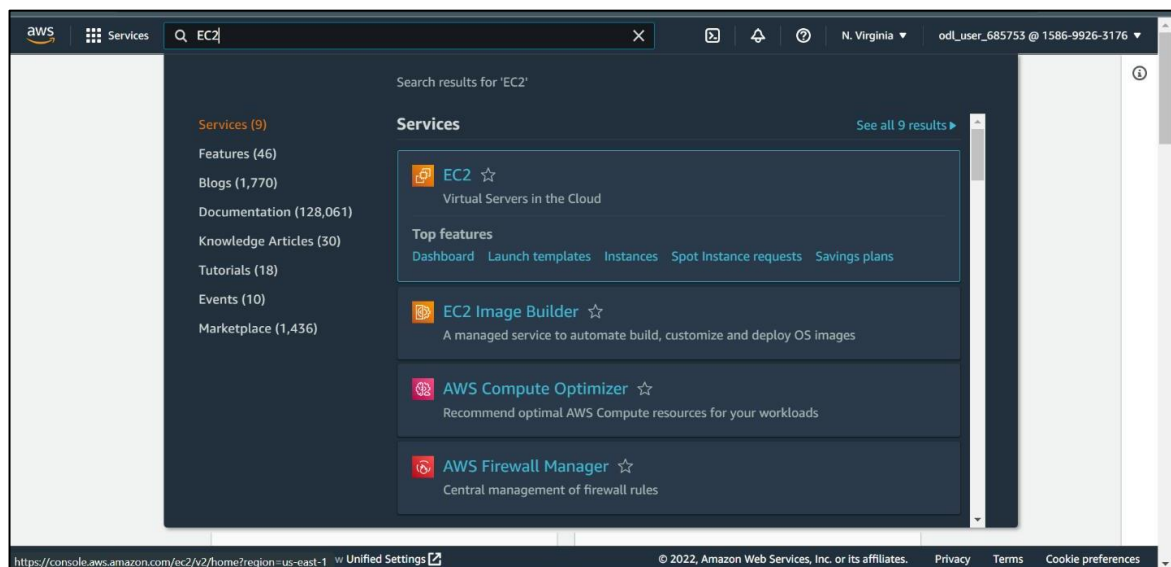 aws
Services
EC2
N. Virginia ▼
odl_user_685753 @ 1586-9926-3176 ▼
Search results for 'EC2'
Services (9)
Features (46)
Blogs (1,770)
Documentation (128,061)
Knowledge Articles (30)
Tutorials (18)
Events (10)
Marketplace (1,436)
Services
See all 9 results ▶
EC2
Virtual Servers in the Cloud
Top features
Dashboard Launch templates Instances Spot Instance requests Savings plans
EC2 Image Builder
A managed service to automate build, customize and deploy OS images
AWS Compute Optimizer
Recommend optimal AWS Compute resources for your workloads
AWS Firewall Manager
Central management of firewall rules
https://console.aws.amazon.com/ec2/v2/home?region=us-east-1 w Unified Settings
© 2022, Amazon Web Services, Inc. or its affiliates. Privacy Terms Cookie preferences